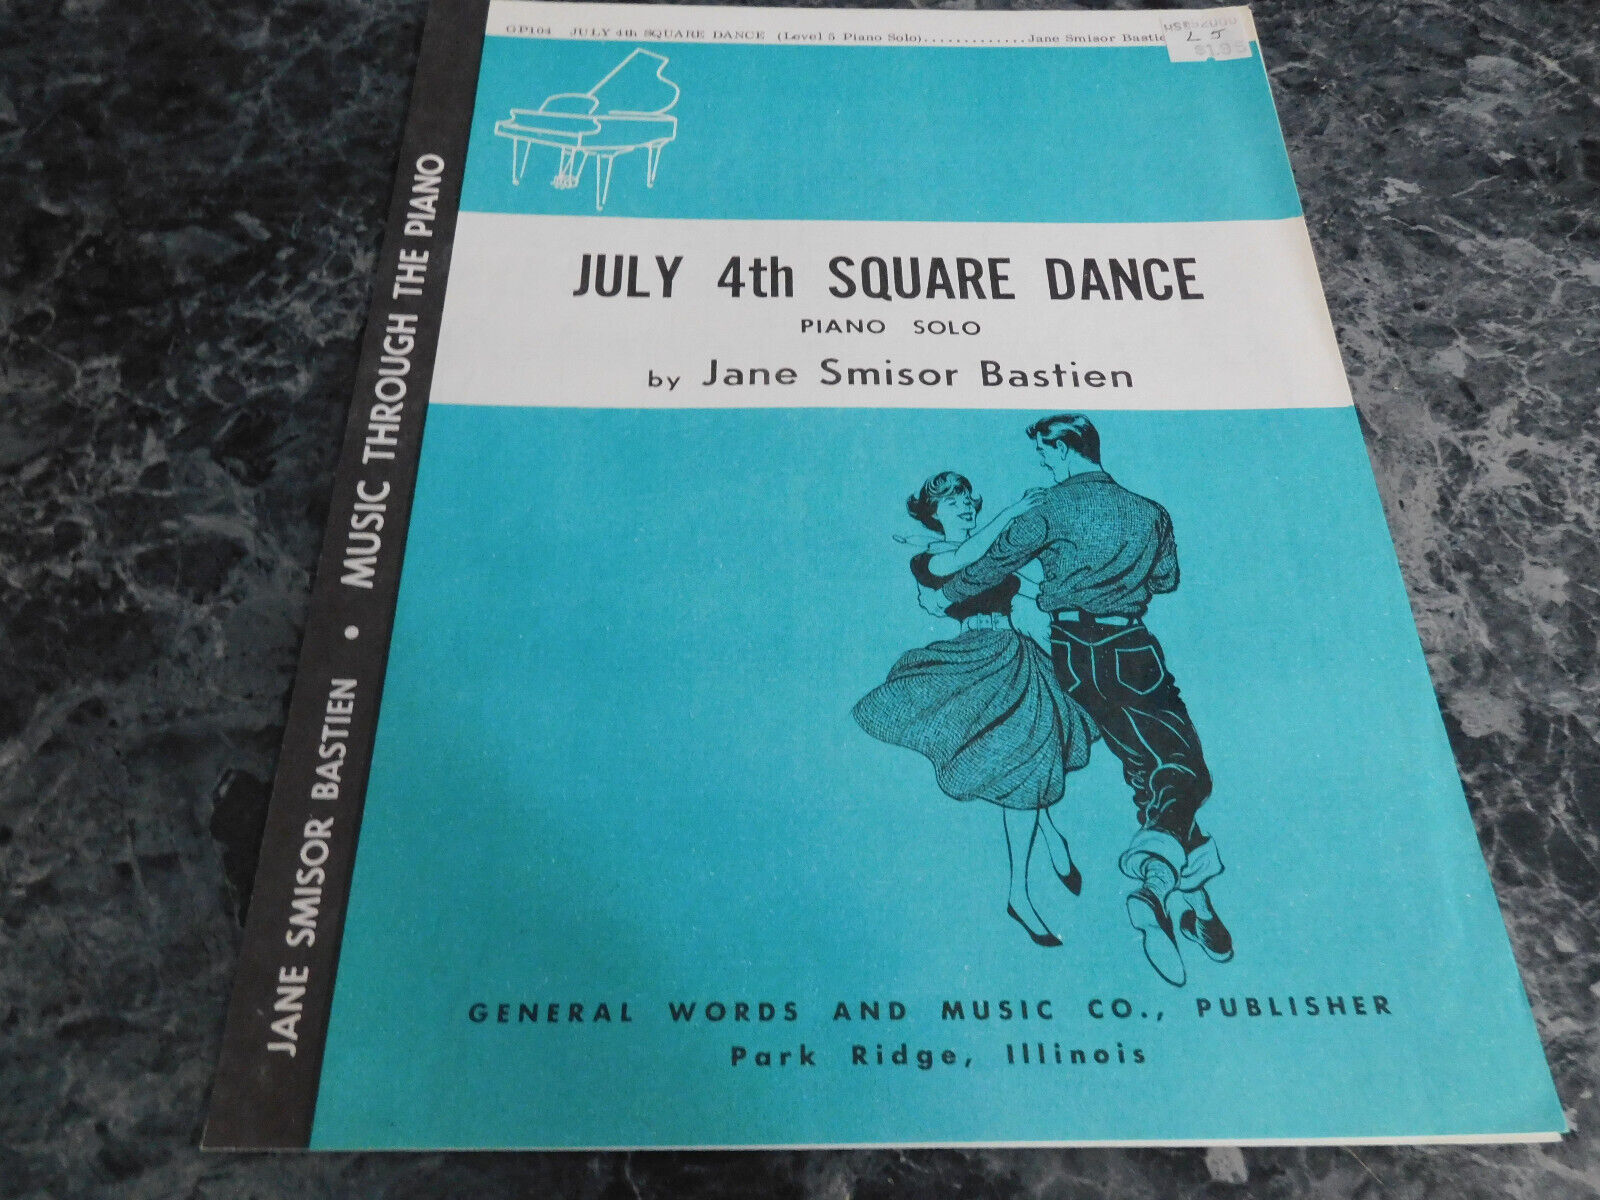 GP104 JULY 4th SQUARE DANCE (Level 5 Piano Solo).............Jane Smisor Bastien
$1.95
JULY 4th SQUARE DANCE
PIANO SOLO
by Jane Smisor Bastien
JANE SMISOR BASTIEN • MUSIC THROUGH THE PIANO
GENERAL WORDS AND MUSIC CO., PUBLISHER
Park Ridge, Illinois